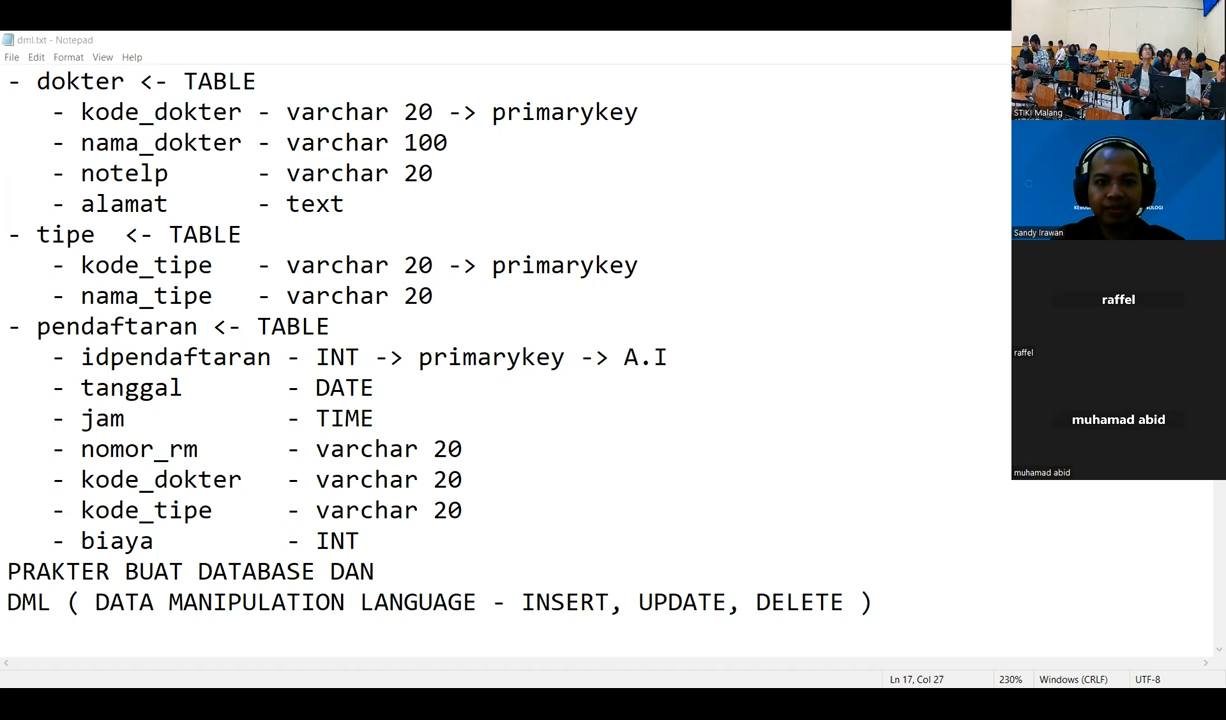 dml.txt - Notepad
File Edit Format View Help
- dokter <- TABLE
- kode_dokter - varchar 20 -> primarykey
- nama_dokter - varchar 100
- notelp - varchar 20
- alamat - text
- tipe <- TABLE
- kode_tipe - varchar 20 -> primarykey
- nama_tipe - varchar 20
- pendaftaran <- TABLE
- idpendaftaran - INT -> primarykey -> A.I
- tanggal - DATE
- jam - TIME
- nomor_rm - varchar 20
- kode_dokter - varchar 20
- kode_tipe - varchar 20
- biaya - INT
PRAKTER BUAT DATABASE DAN
DML ( DATA MANIPULATION LANGUAGE - INSERT, UPDATE, DELETE )
Ln 17, Col 27 230% Windows (CRLF) UTF-8
STIKI Malang
Sandy Irawan
raffel
raffel
muhamad abid
muhamad abid